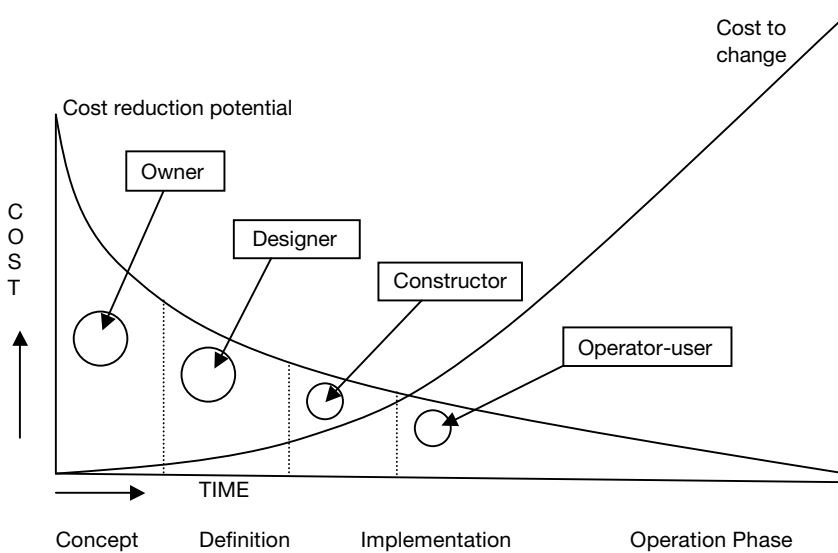 Cost to
change
Cost reduction potential
Owner
Designer
Constructor
Operator-user
C
O
S
T
TIME
Concept
Definition
Implementation
Operation Phase